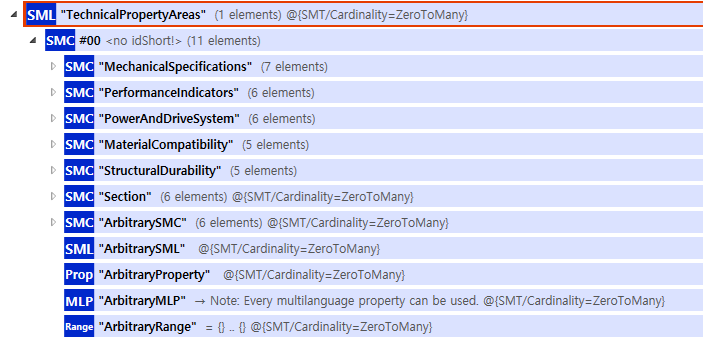 SML "TechnicalPropertyAreas" (1 elements) @{SMT/Cardinality=ZeroToMany}
SMC #00 <no idShort!> (11 elements)
SMC "MechanicalSpecifications" (7 elements)
SMC "PerformanceIndicators" (6 elements)
SMC "PowerAndDriveSystem" (6 elements)
SMC "MaterialCompatibility" (5 elements)
SMC "StructuralDurability" (5 elements)
SMC "Section" (6 elements) @{SMT/Cardinality=ZeroToMany}
SMC "ArbitrarySMC" (6 elements) @{SMT/Cardinality=ZeroToMany}
SML "ArbitrarySML" @{SMT/Cardinality=ZeroToMany}
Prop "ArbitraryProperty" @{SMT/Cardinality=ZeroToMany}
MLP "ArbitraryMLP" → Note: Every multilanguage property can be used. @{SMT/Cardinality=ZeroToMany}
Range "ArbitraryRange" = {} .. {} @{SMT/Cardinality=ZeroToMany}